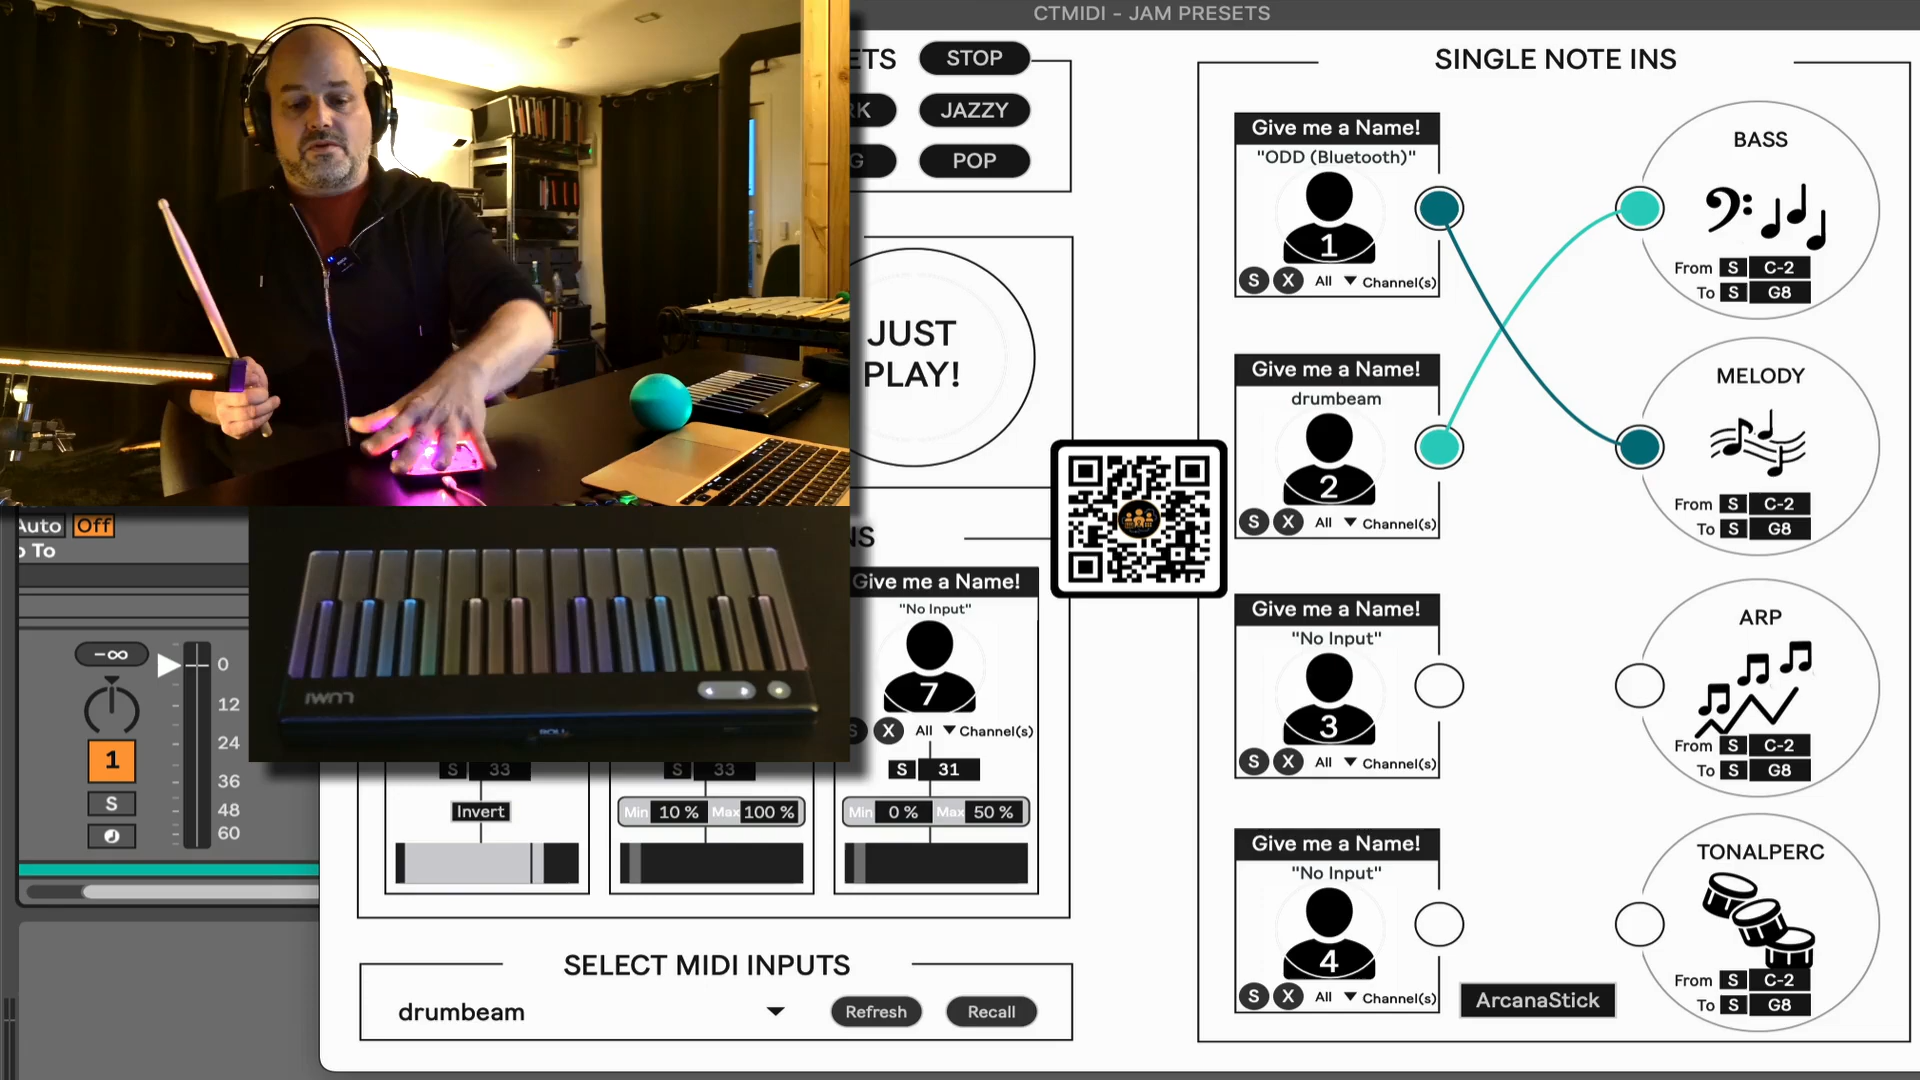 CTMIDI - JAM PRESETS
ETS
STOP
RK
JAZZY
G
POP
JUST
PLAY!
NS
Give me a Name!
"No Input"
7
S X All Channel(s)
S 33
S 33
S 31
Invert
Min 10 % Max 100 %
Min 0 % Max 50 %
SELECT MIDI INPUTS
drumbeam
Refresh
Recall
SINGLE NOTE INS
Give me a Name!
"ODD (Bluetooth)"
1
S X All Channel(s)
BASS
From S C-2
To S G8
Give me a Name!
drumbeam
2
S X All Channel(s)
MELODY
From S C-2
To S G8
Give me a Name!
"No Input"
3
S X All Channel(s)
ARP
From S C-2
To S G8
Give me a Name!
"No Input"
4
S X All Channel(s)
ArcanaStick
TONALPERC
From S C-2
To S G8
Auto Off
o To
-∞
0
12
24
36
48
60
1
S
LUMI
ROLI